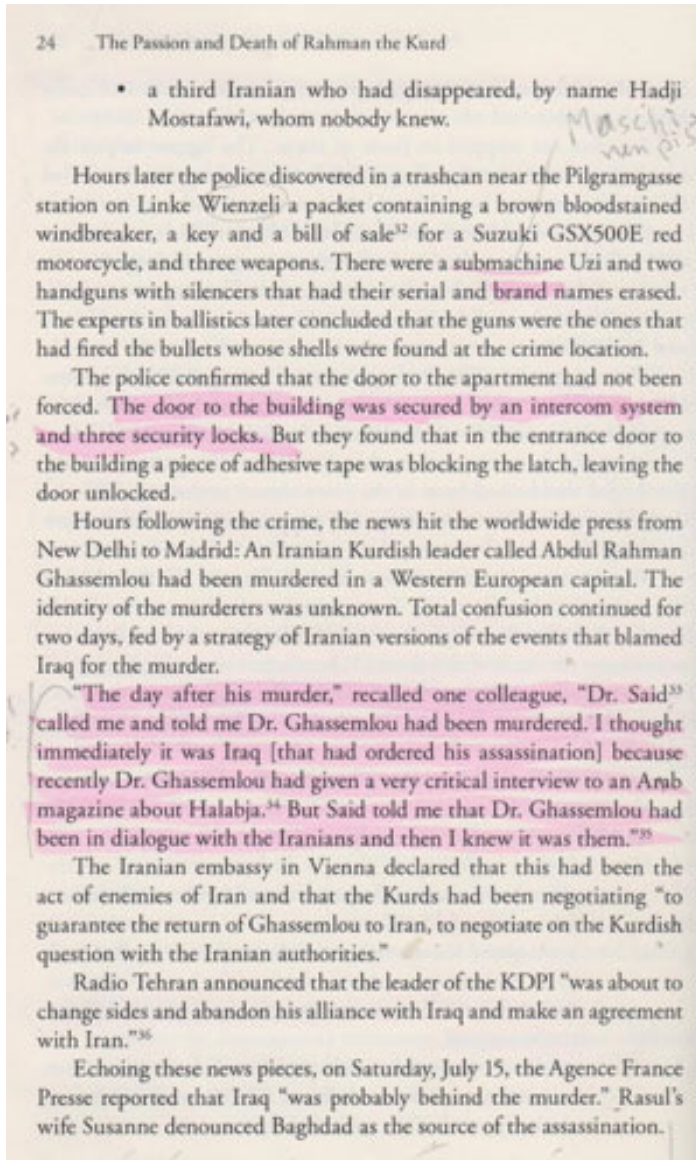 24 The Passion and Death of Rahman the Kurd
• a third Iranian who had disappeared, by name Hadji
Mostafawi, whom nobody knew.
Maschi
nen pis
Hours later the police discovered in a trashcan near the Pilgramgasse
station on Linke Wienzeli a packet containing a brown bloodstained
windbreaker, a key and a bill of sale³² for a Suzuki GSX500E red
motorcycle, and three weapons. There were a submachine Uzi and two
handguns with silencers that had their serial and brand names erased.
The experts in ballistics later concluded that the guns were the ones that
had fired the bullets whose shells were found at the crime location.
The police confirmed that the door to the apartment had not been
forced. The door to the building was secured by an intercom system
and three security locks. But they found that in the entrance door to
the building a piece of adhesive tape was blocking the latch, leaving the
door unlocked.
Hours following the crime, the news hit the worldwide press from
New Delhi to Madrid: An Iranian Kurdish leader called Abdul Rahman
Ghassemlou had been murdered in a Western European capital. The
identity of the murderers was unknown. Total confusion continued for
two days, fed by a strategy of Iranian versions of the events that blamed
Iraq for the murder.
“The day after his murder,” recalled one colleague, “Dr. Said³³
called me and told me Dr. Ghassemlou had been murdered. I thought
immediately it was Iraq [that had ordered his assassination] because
recently Dr. Ghassemlou had given a very critical interview to an Arab
magazine about Halabja.³⁴ But Said told me that Dr. Ghassemlou had
been in dialogue with the Iranians and then I knew it was them.”³⁵
The Iranian embassy in Vienna declared that this had been the
act of enemies of Iran and that the Kurds had been negotiating “to
guarantee the return of Ghassemlou to Iran, to negotiate on the Kurdish
question with the Iranian authorities.”
Radio Tehran announced that the leader of the KDPI “was about to
change sides and abandon his alliance with Iraq and make an agreement
with Iran.”³⁶
Echoing these news pieces, on Saturday, July 15, the Agence France
Presse reported that Iraq “was probably behind the murder.” Rasul’s
wife Susanne denounced Baghdad as the source of the assassination.